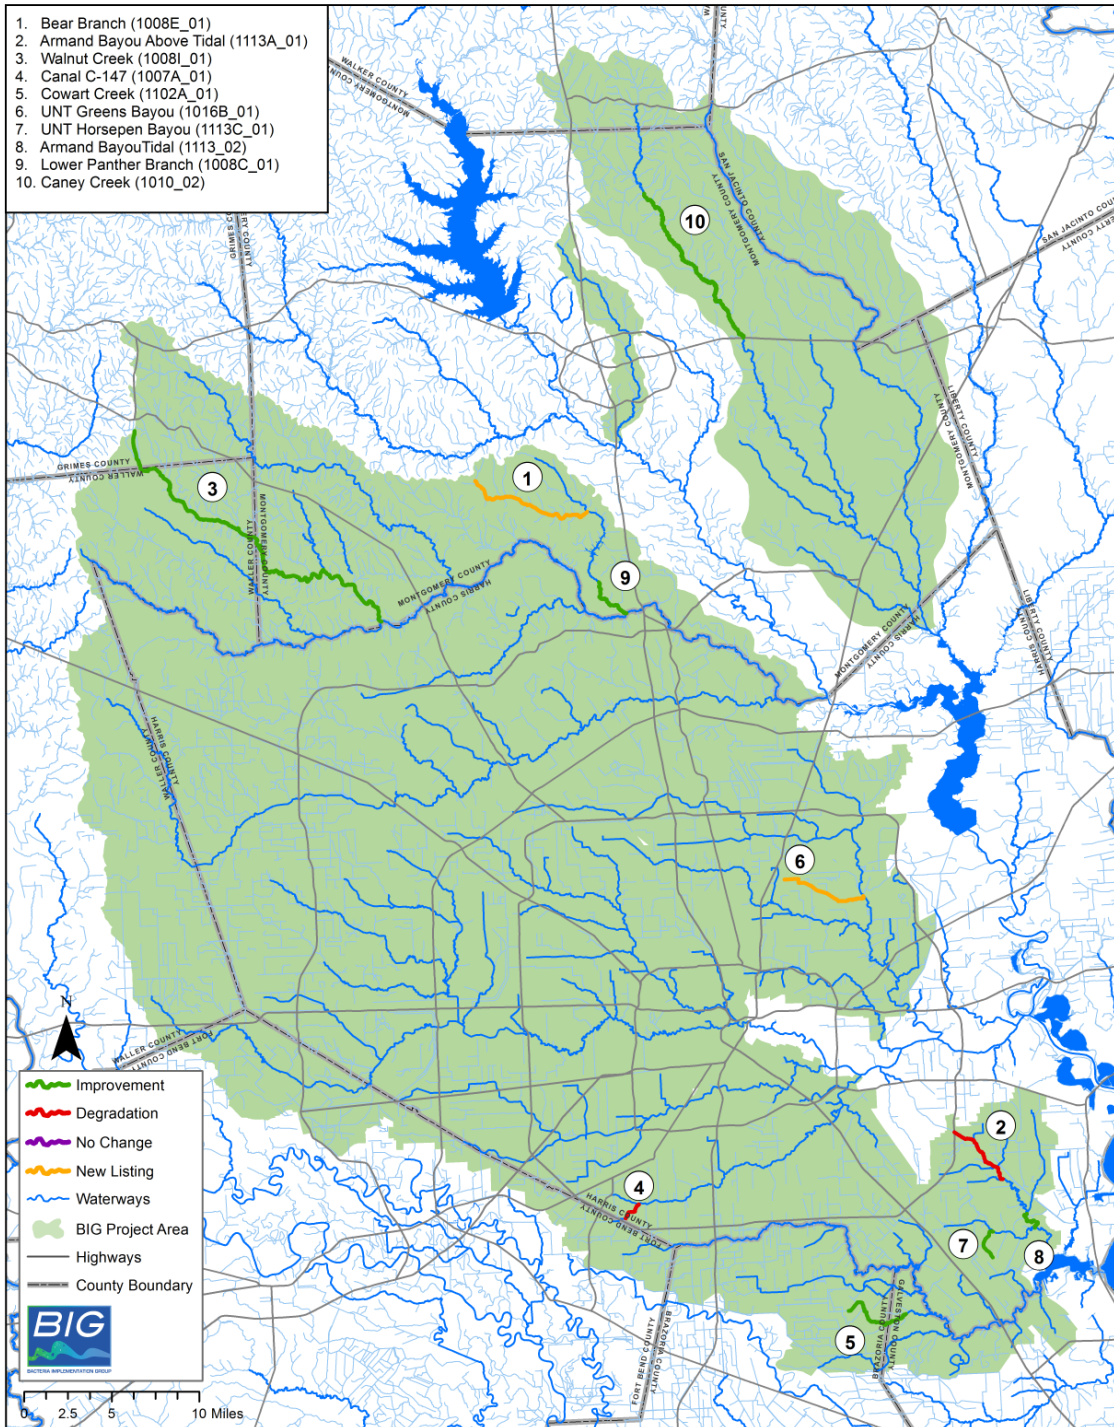 1. Bear Branch (1008E_01)
2. Armand Bayou Above Tidal (1113A_01)
3. Walnut Creek (1008I_01)
4. Canal C-147 (1007A_01)
5. Cowart Creek (1102A_01)
6. UNT Greens Bayou (1016B_01)
7. UNT Horsepen Bayou (1113C_01)
8. Armand BayouTidal (1113_02)
9. Lower Panther Branch (1008C_01)
10. Caney Creek (1010_02)
WALKER COUNTY
MONTGOMERY COUNTY
SAN JACINTO COUNTY
MONTGOMERY COUNTY
10
GRIMES COUNTY
MONTGOMERY COUNTY
LIBERTY COUNTY
MONTGOMERY COUNTY
GRIMES COUNTY
WALLER COUNTY
3
1
WALLER COUNTY
MONTGOMERY COUNTY
MONTGOMERY COUNTY
HARRIS COUNTY
9
MONTGOMERY COUNTY
HARRIS COUNTY
LIBERTY COUNTY
HARRIS COUNTY
HARRIS COUNTY
WALLER COUNTY
6
N
WALLER COUNTY
FORT BEND COUNTY
Improvement
Degradation
No Change
New Listing
Waterways
BIG Project Area
Highways
County Boundary
BIG
BACTERIA IMPLEMENTATION GROUP
0 2.5 5 10 Miles
2
4
HARRIS COUNTY
FORT BEND COUNTY
7
8
5
BRAZORIA COUNTY
GALVESTON COUNTY
FORT BEND COUNTY
BRAZORIA COUNTY